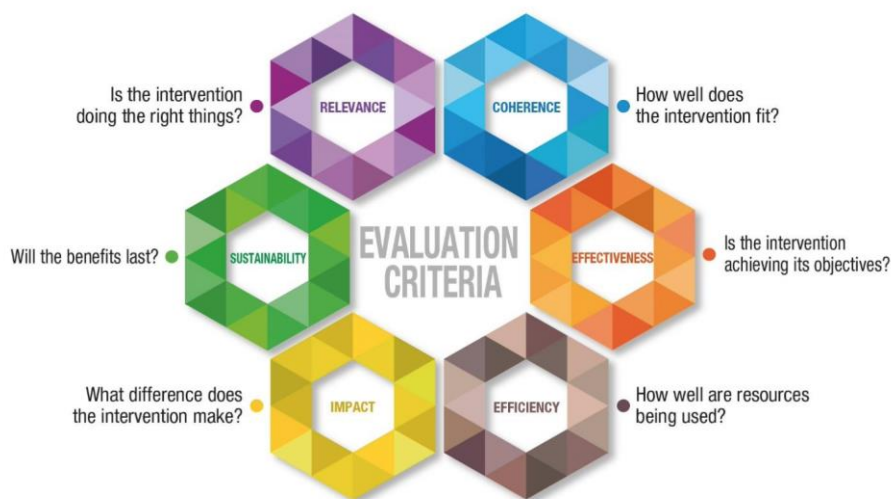 RELEVANCE
Is the intervention
doing the right things?
COHERENCE
How well does
the intervention fit?
SUSTAINABILITY
Will the benefits last?
EVALUATION
CRITERIA
EFFECTIVENESS
Is the intervention
achieving its objectives?
IMPACT
What difference does
the intervention make?
EFFICIENCY
How well are resources
being used?